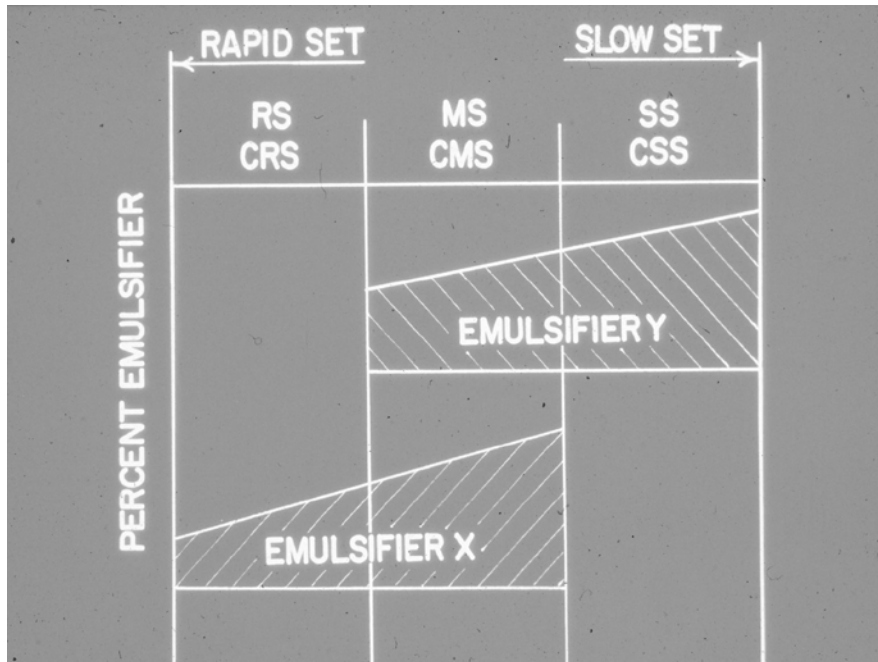 RAPID SET
SLOW SET
RS
CRS
MS
CMS
SS
CSS
PERCENT EMULSIFIER
EMULSIFIER Y
EMULSIFIER X